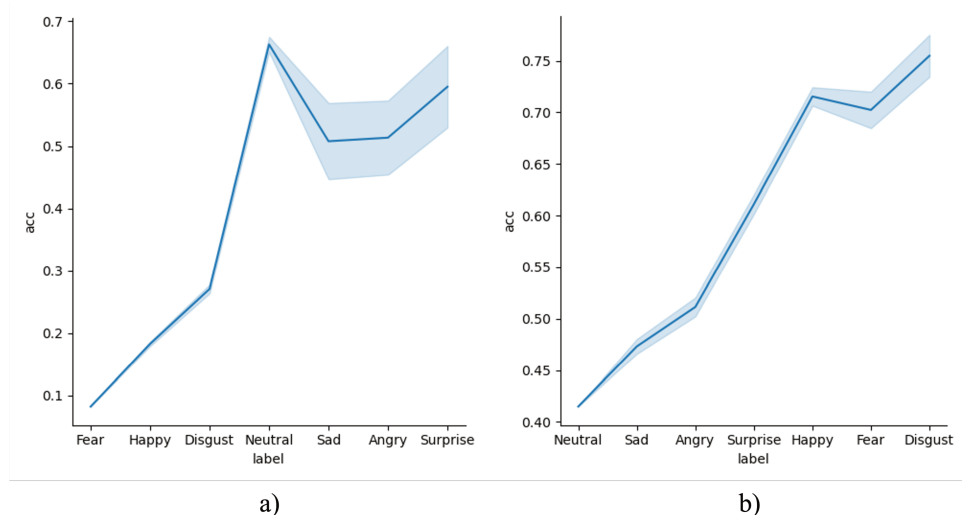 0.7
0.6
0.5
0.4
0.3
0.2
0.1
acc
Fear Happy Disgust Neutral Sad Angry Surprise
label
a)
0.75
0.70
0.65
0.60
0.55
0.50
0.45
0.40
acc
Neutral Sad Angry Surprise Happy Fear Disgust
label
b)